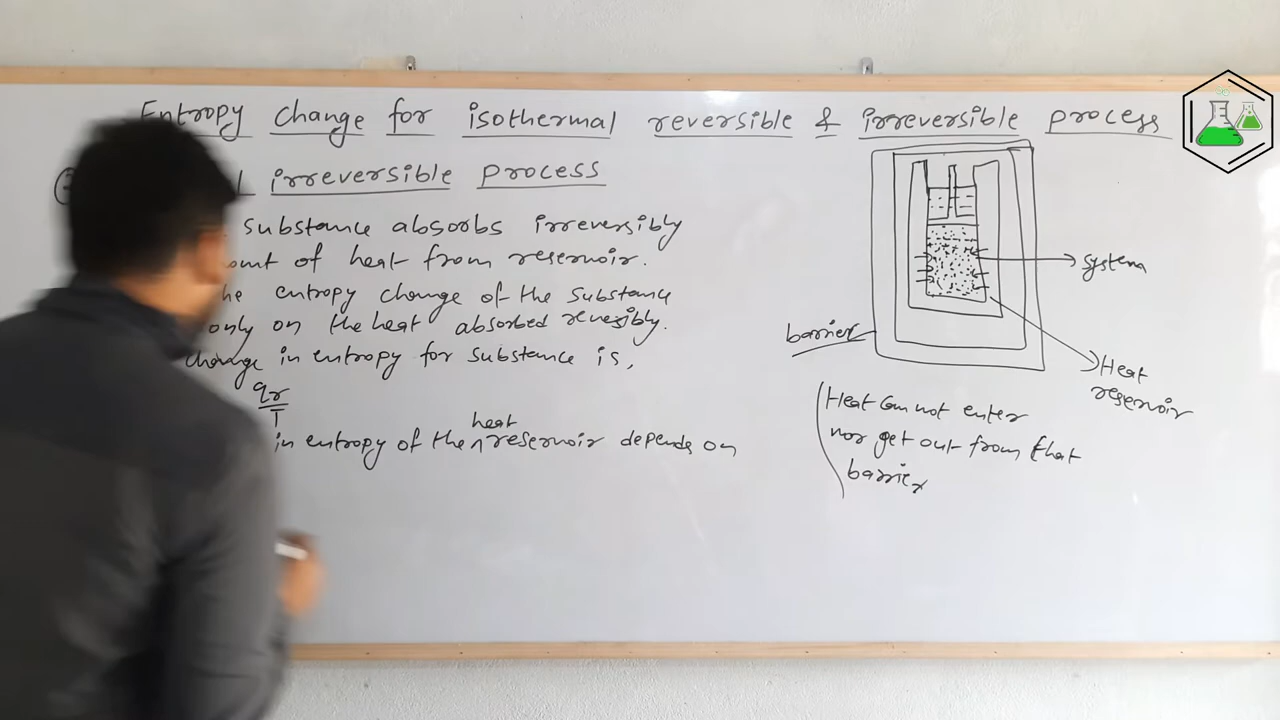 Entropy change for isothermal reversible & irreversible process
irreversible process
substance absorbs irreversibly
of heat from reservoir.
entropy change of the substance
only on the heat absorbed reversibly.
change in entropy for substance is,
qr
T
heat
in entropy of the ^ reservoir depends on
system
barrier
Heat
reservoir
Heat can not enter
nor get out from that
barrier